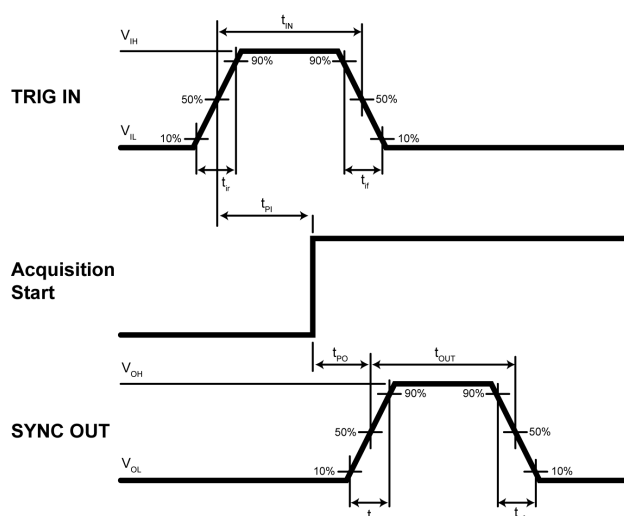 t_IN
V_IH
90% 90%
TRIG IN
50% 50%
V_IL
10% 10%
t_ir t_if
t_PI
Acquisition
Start
t_PO t_OUT
V_OH
90% 90%
SYNC OUT
50% 50%
V_OL
10% 10%